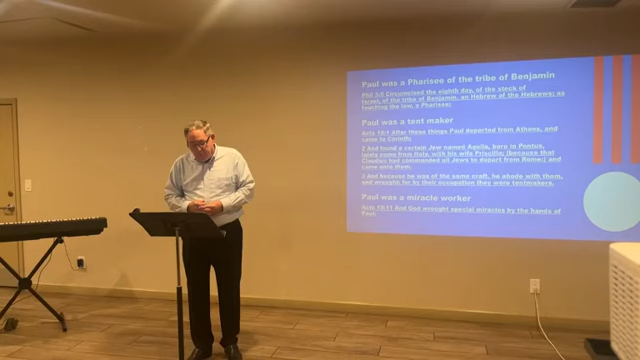 Paul was a Pharisee of the tribe of Benjamin
Phil 3:5 Circumcised the eighth day, of the stock of
Israel, of the tribe of Benjamin, an Hebrew of the Hebrews; as
touching the law, a Pharisee;
Paul was a tent maker
Acts 18:1 After these things Paul departed from Athens, and
came to Corinth;
2 And found a certain Jew named Aquila, born in Pontus,
lately come from Italy, with his wife Priscilla; (because that
Claudius had commanded all Jews to depart from Rome:) and
came unto them.
3 And because he was of the same craft, he abode with them,
and wrought: for by their occupation they were tentmakers.
Paul was a miracle worker
Acts 19:11 And God wrought special miracles by the hands of
Paul: